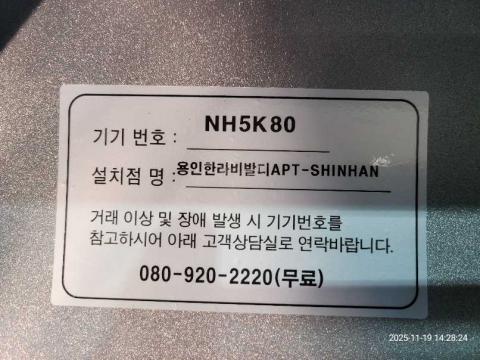 기기 번호 : NH5K80
설치점 명 : 용인한라비발디APT-SHINHAN
거래 이상 및 장애 발생 시 기기번호를
참고하시어 아래 고객상담실로 연락바랍니다.
080-920-2220(무료)
2025-11-19 14:28:24